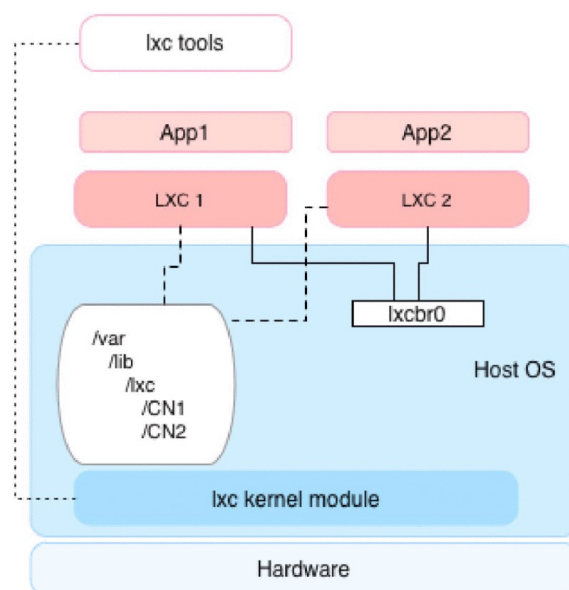 lxc tools
App1
App2
LXC 1
LXC 2
lxcbr0
/var
/lib
/lxc
/CN1
/CN2
Host OS
lxc kernel module
Hardware